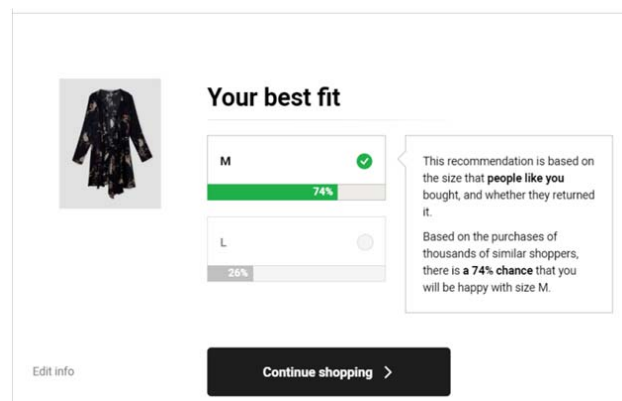 Your best fit
M
74%
L
26%
This recommendation is based on
the size that people like you
bought, and whether they returned
it.
Based on the purchases of
thousands of similar shoppers,
there is a 74% chance that you
will be happy with size M.
Edit info
Continue shopping